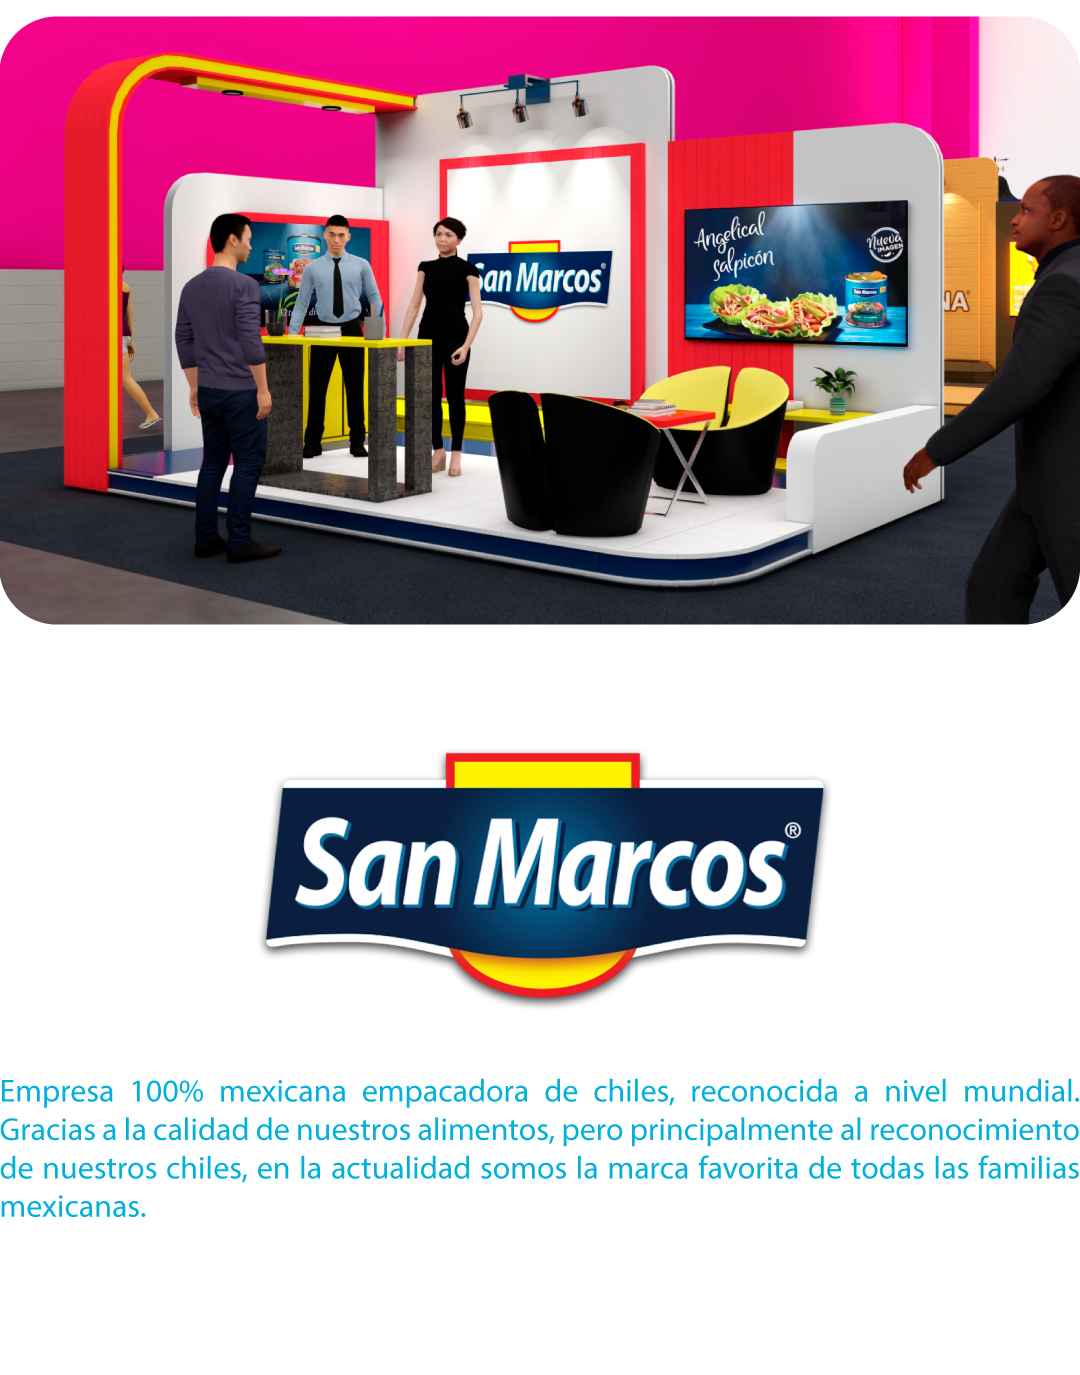 Angelical
Salpicón
Nueva
IMAGEN
San Marcos
San Marcos®
NA®
San Marcos®
Empresa 100% mexicana empacadora de chiles, reconocida a nivel mundial.
Gracias a la calidad de nuestros alimentos, pero principalmente al reconocimiento
de nuestros chiles, en la actualidad somos la marca favorita de todas las familias
mexicanas.